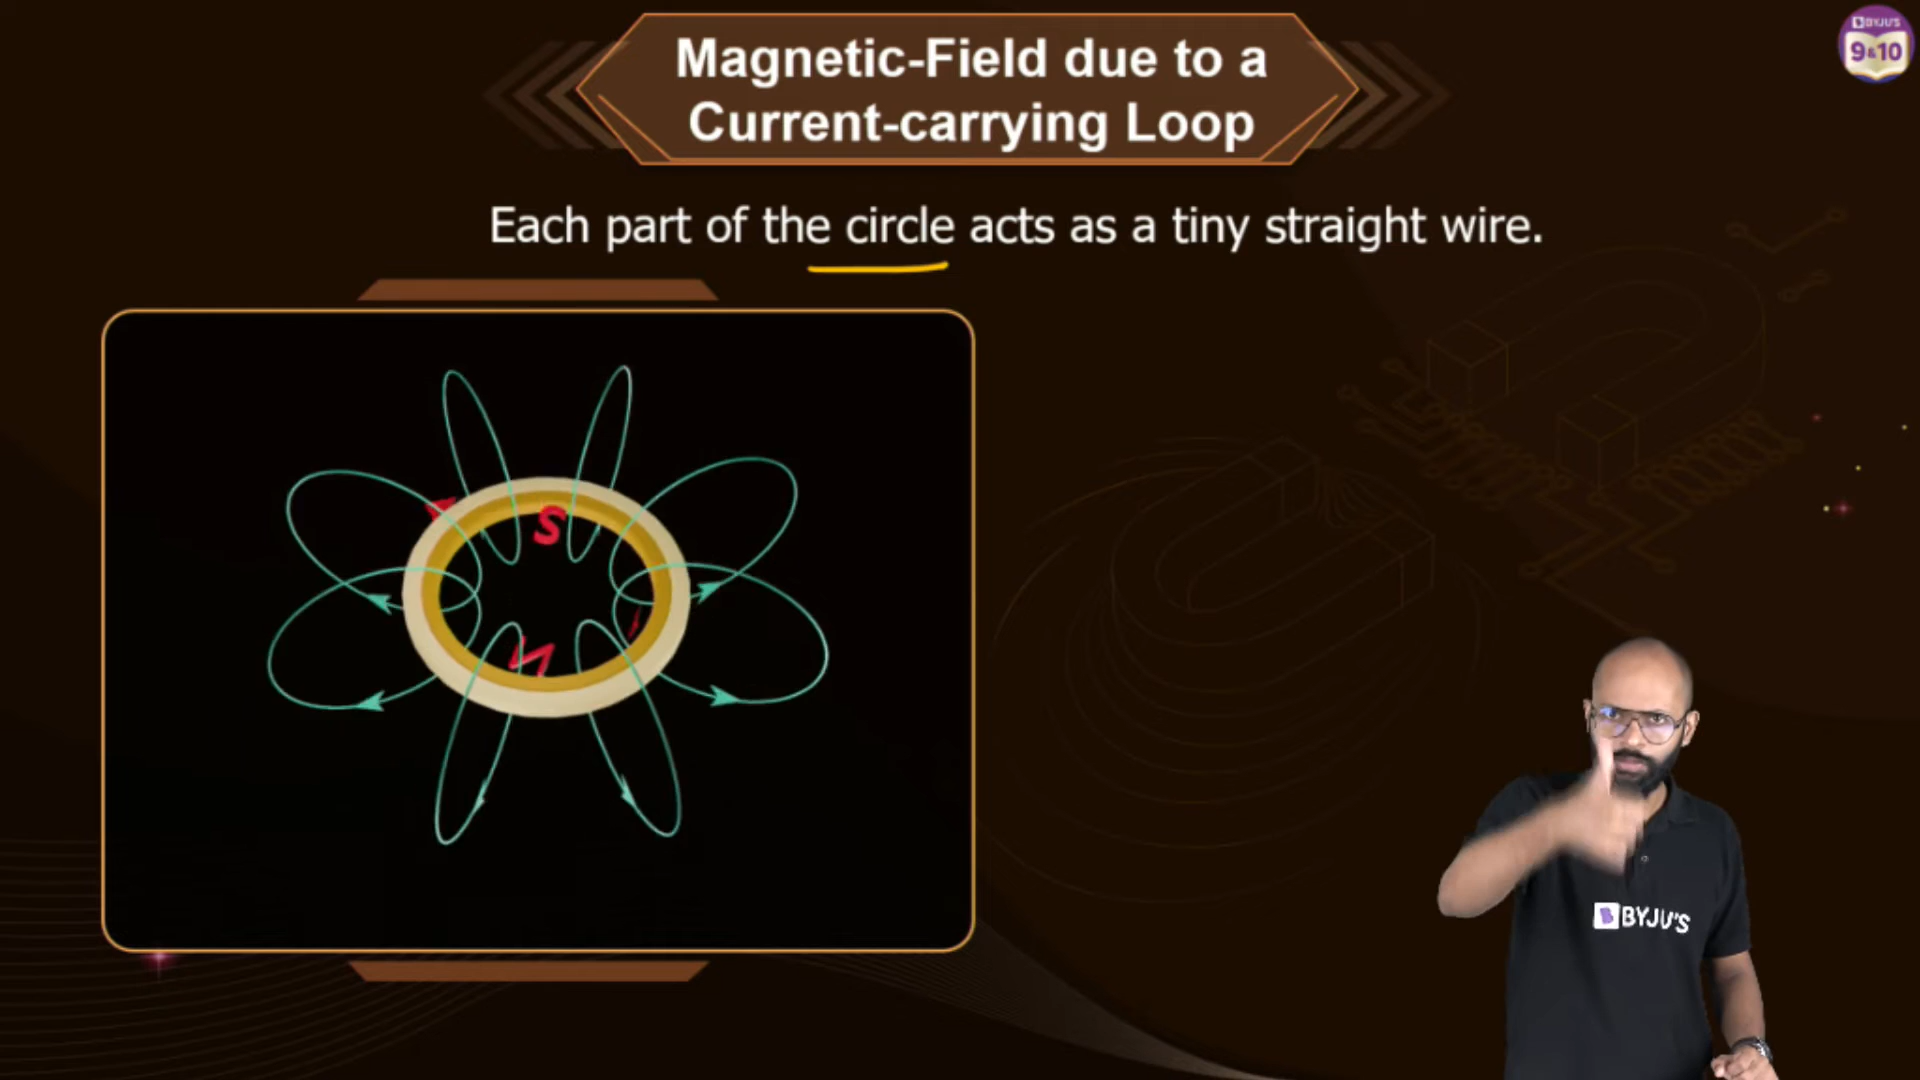 BYJU'S
9&10
Magnetic-Field due to a
Current-carrying Loop
Each part of the circle acts as a tiny straight wire.
S
N
BYJU'S